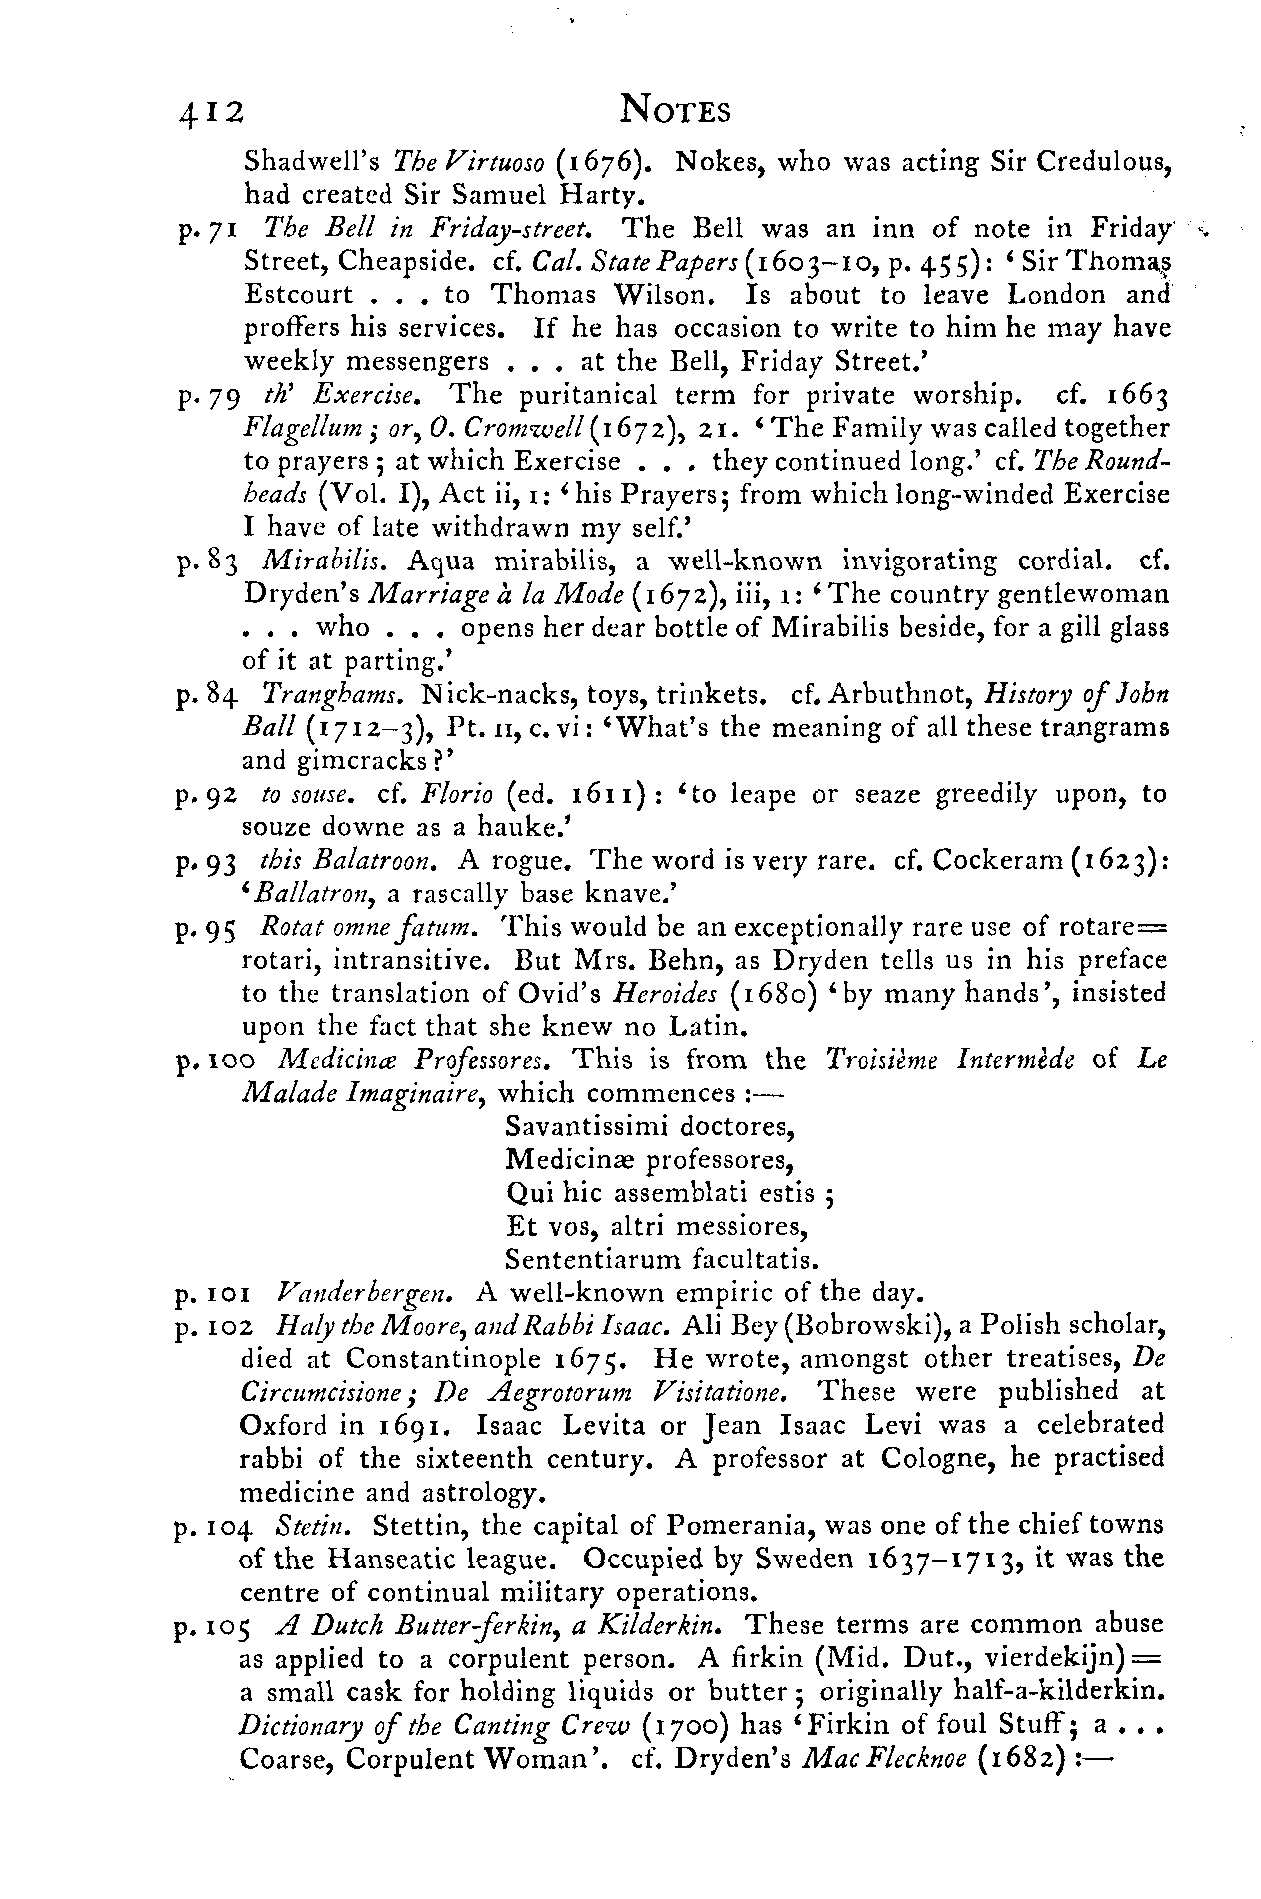 412 NOTES
Shadwell's The Virtuoso (1676). Nokes, who was acting Sir Credulous,
had created Sir Samuel Harty.
p. 71 The Bell in Friday-street. The Bell was an inn of note in Friday
Street, Cheapside. cf. Cal. State Papers (1603–10, p. 455): 'Sir Thomas
Estcourt . . . to Thomas Wilson. Is about to leave London and
proffers his services. If he has occasion to write to him he may have
weekly messengers . . . at the Bell, Friday Street.'
p. 79 th' Exercise. The puritanical term for private worship. cf. 1663
Flagellum; or, O. Cromwell (1672), 21. 'The Family was called together
to prayers; at which Exercise . . . they continued long.' cf. The Round-
heads (Vol. I), Act ii, 1: 'his Prayers; from which long-winded Exercise
I have of late withdrawn my self.'
p. 83 Mirabilis. Aqua mirabilis, a well-known invigorating cordial. cf.
Dryden's Marriage à la Mode (1672), iii, 1: 'The country gentlewoman
. . . who . . . opens her dear bottle of Mirabilis beside, for a gill glass
of it at parting.'
p. 84 Tranghams. Nick-nacks, toys, trinkets. cf. Arbuthnot, History of John
Ball (1712–3), Pt. II, c. vi: 'What's the meaning of all these trangrams
and gimcracks?'
p. 92 to souse. cf. Florio (ed. 1611): 'to leape or seaze greedily upon, to
souze downe as a hauke.'
p. 93 this Balatroon. A rogue. The word is very rare. cf. Cockeram (1623):
'Ballatron, a rascally base knave.'
p. 95 Rotat omne fatum. This would be an exceptionally rare use of rotare=
rotari, intransitive. But Mrs. Behn, as Dryden tells us in his preface
to the translation of Ovid's Heroides (1680) 'by many hands', insisted
upon the fact that she knew no Latin.
p. 100 Medicinæ Professores. This is from the Troisième Intermède of Le
Malade Imaginaire, which commences :—
Savantissimi doctores,
Medicinæ professores,
Qui hic assemblati estis ;
Et vos, altri messiores,
Sententiarum facultatis.
p. 101 Vanderbergen. A well-known empiric of the day.
p. 102 Haly the Moore, and Rabbi Isaac. Ali Bey (Bobrowski), a Polish scholar,
died at Constantinople 1675. He wrote, amongst other treatises, De
Circumcisione; De Aegrotorum Visitatione. These were published at
Oxford in 1691. Isaac Levita or Jean Isaac Levi was a celebrated
rabbi of the sixteenth century. A professor at Cologne, he practised
medicine and astrology.
p. 104 Stetin. Stettin, the capital of Pomerania, was one of the chief towns
of the Hanseatic league. Occupied by Sweden 1637–1713, it was the
centre of continual military operations.
p. 105 A Dutch Butter-ferkin, a Kilderkin. These terms are common abuse
as applied to a corpulent person. A firkin (Mid. Dut., vierdekijn)=
a small cask for holding liquids or butter; originally half-a-kilderkin.
Dictionary of the Canting Crew (1700) has 'Firkin of foul Stuff; a . . .
Coarse, Corpulent Woman'. cf. Dryden's Mac Flecknoe (1682) :—